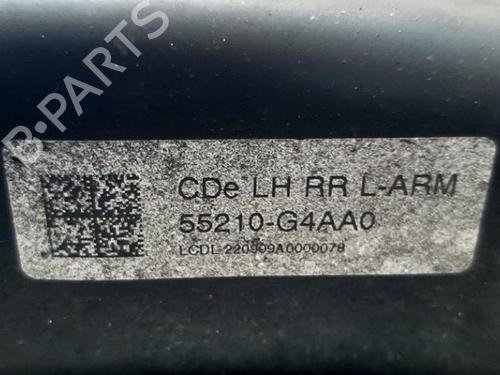 B-PARTS
CDe LH RR L-ARM
55210-G4AA0
LCDL-220909A0000078